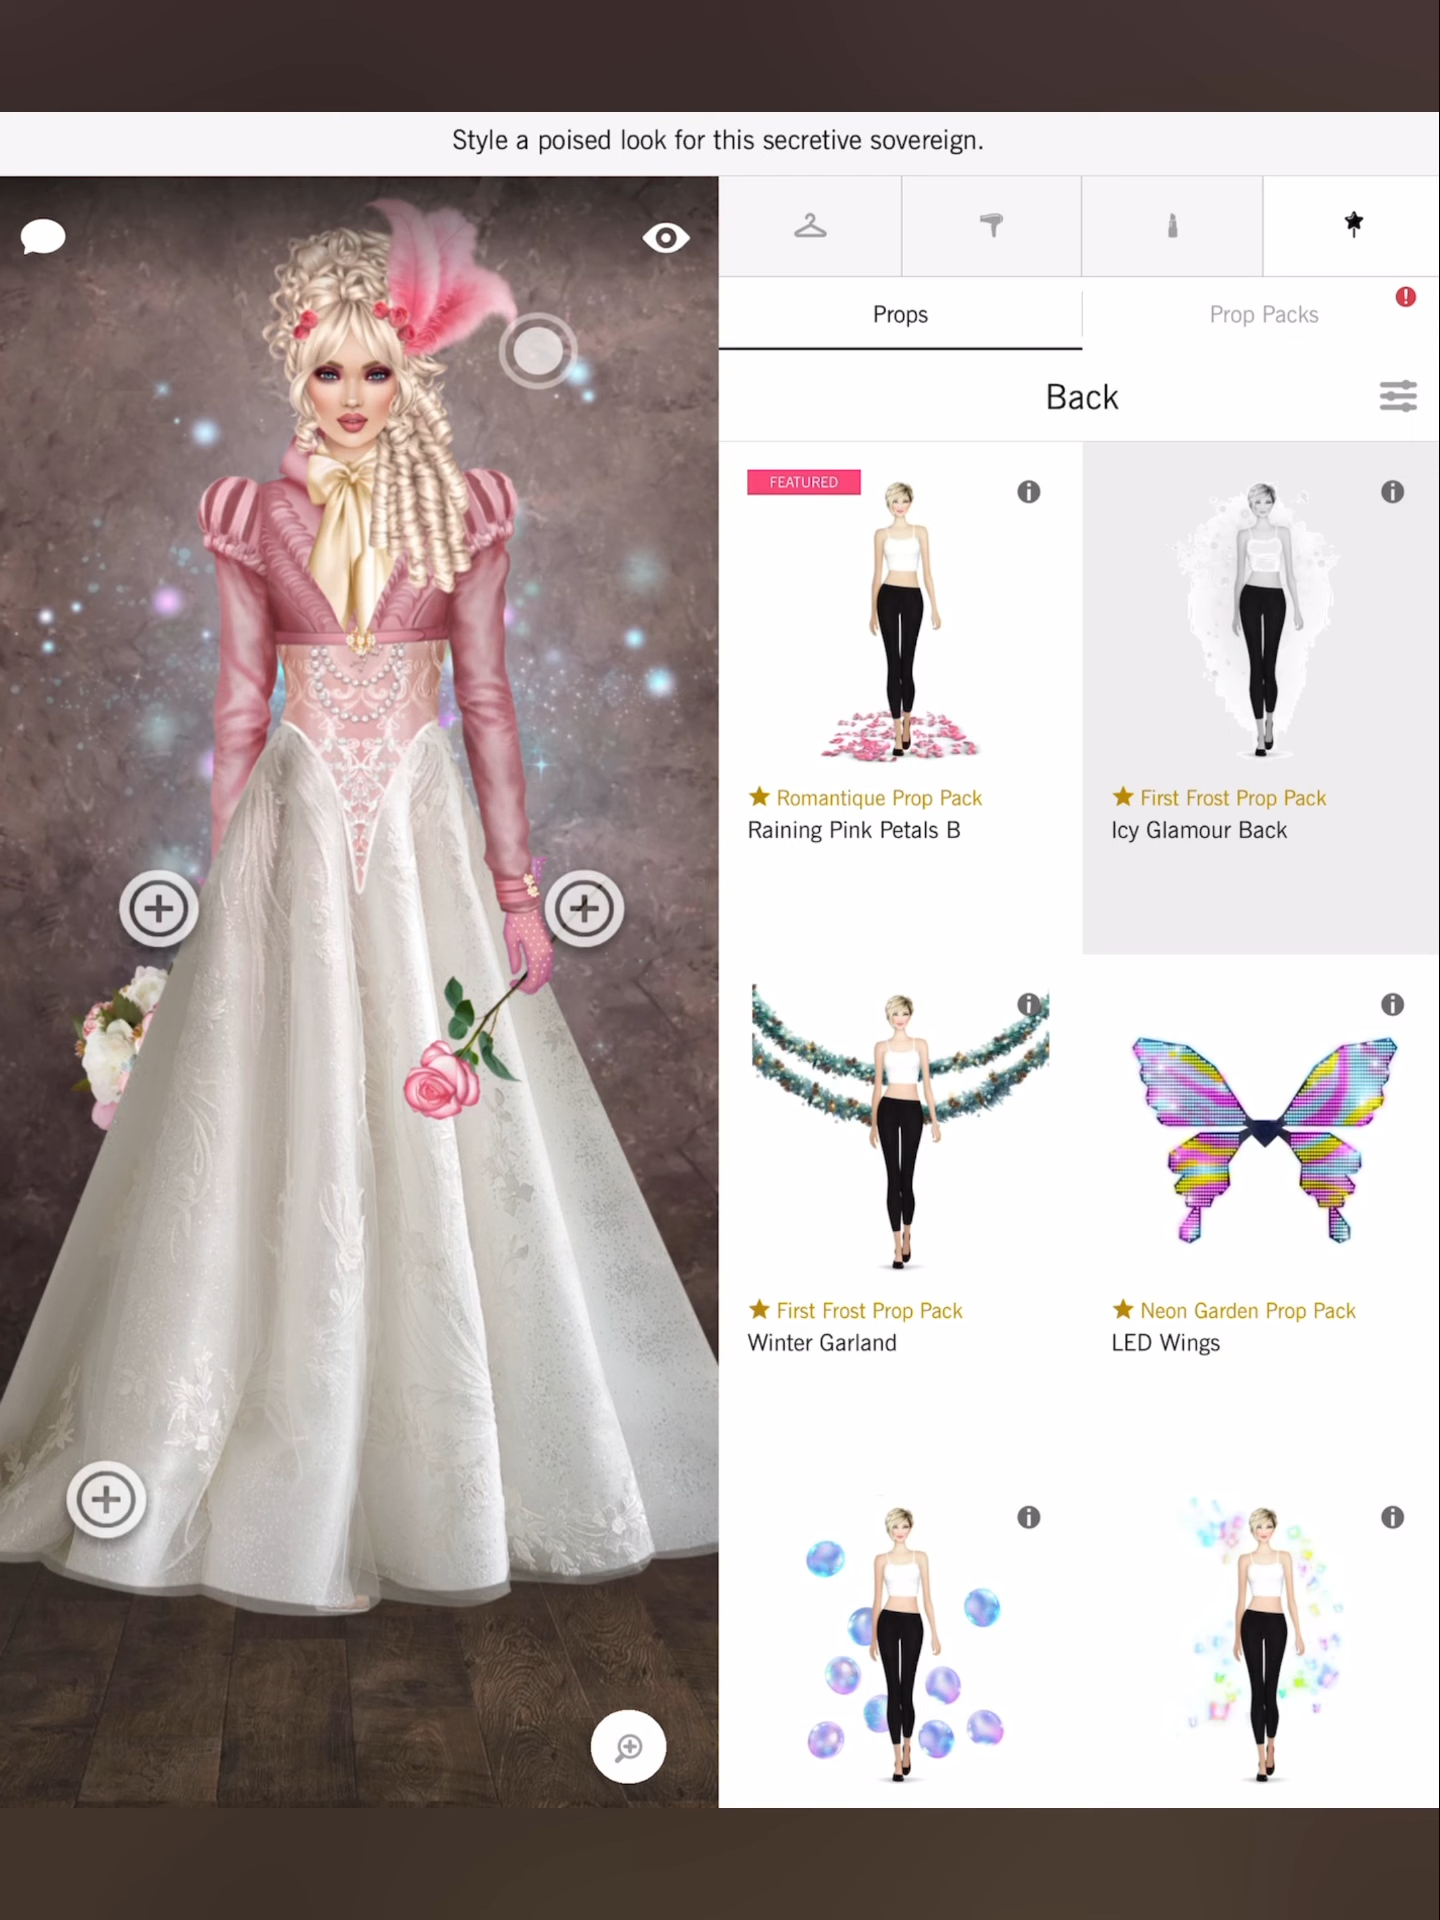 Style a poised look for this secretive sovereign.
Props
Prop Packs
Back
FEATURED
Romantique Prop Pack
Raining Pink Petals B
First Frost Prop Pack
Icy Glamour Back
First Frost Prop Pack
Winter Garland
Neon Garden Prop Pack
LED Wings